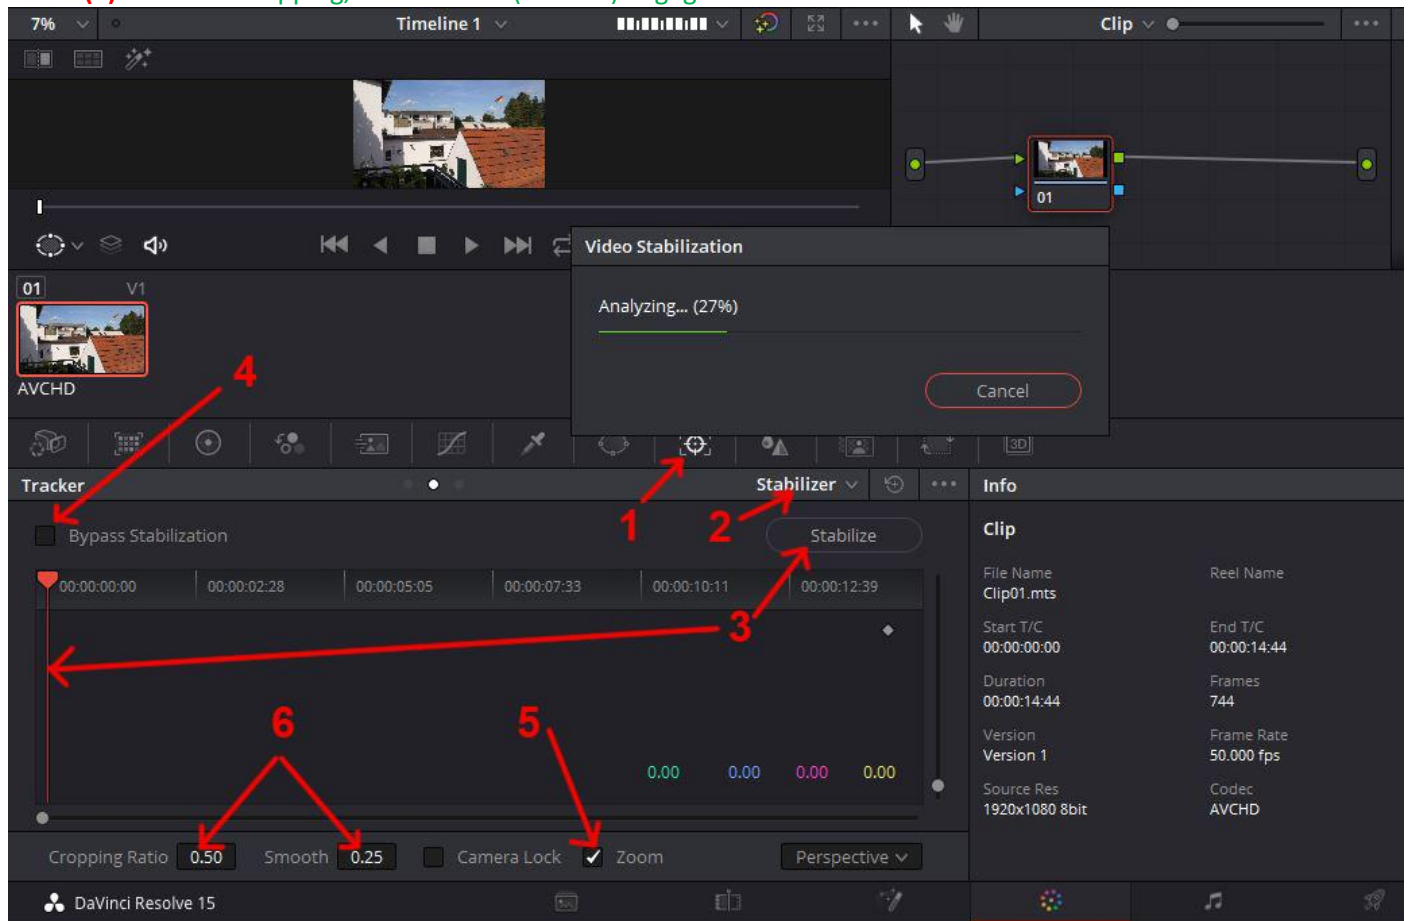 7%
Timeline 1
Clip
01
Video Stabilization
Analyzing... (27%)
Cancel
01 V1
AVCHD
4
3D
Tracker
Stabilizer
Info
1
2
Bypass Stabilization
Stabilize
Clip
00:00:00:00 00:00:02:28 00:00:05:05 00:00:07:33 00:00:10:11 00:00:12:39
File Name Reel Name
Clip01.mts
3
Start T/C End T/C
00:00:00:00 00:00:14:44
Duration Frames
00:00:14:44 744
6
5
Version Frame Rate
Version 1 50.000 fps
0.00 0.00 0.00 0.00
Source Res Codec
1920x1080 8bit AVCHD
Cropping Ratio 0.50 Smooth 0.25 Camera Lock Zoom Perspective
DaVinci Resolve 15